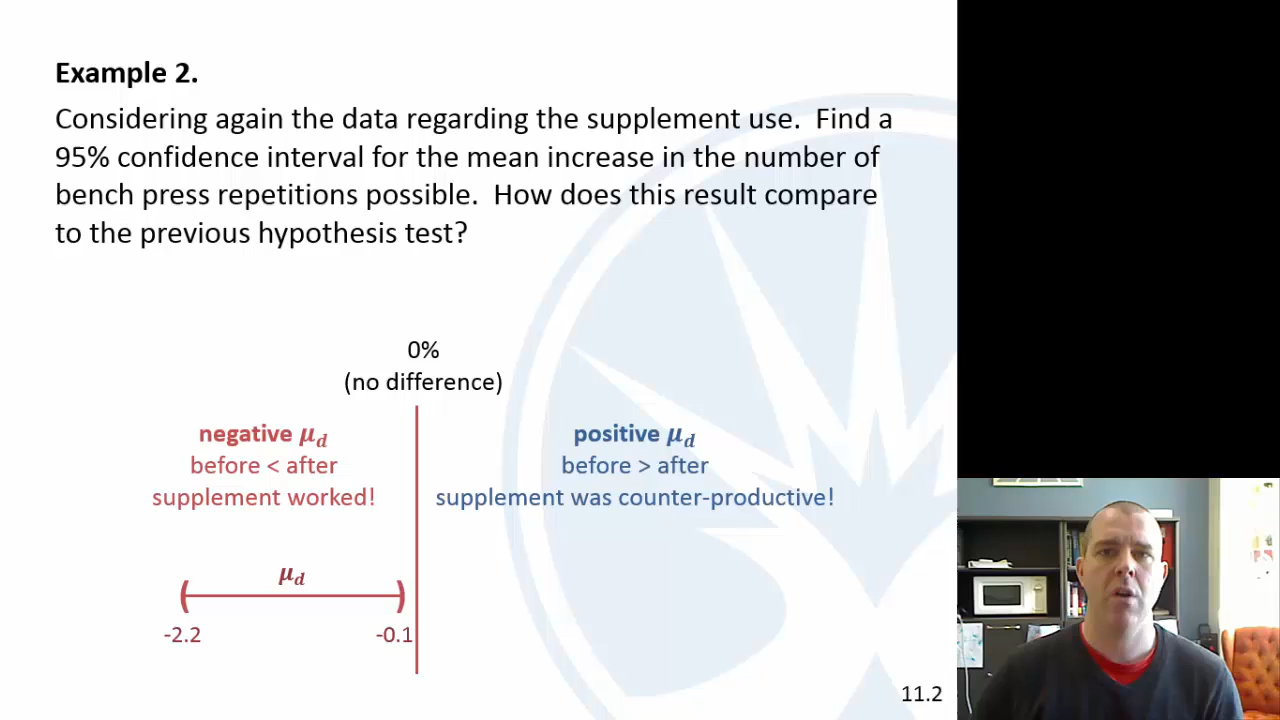 Example 2.
Considering again the data regarding the supplement use. Find a
95% confidence interval for the mean increase in the number of
bench press repetitions possible. How does this result compare
to the previous hypothesis test?
0%
(no difference)
negative μd
before < after
supplement worked!
positive μd
before > after
supplement was counter-productive!
μd
( )
-2.2 -0.1
11.2